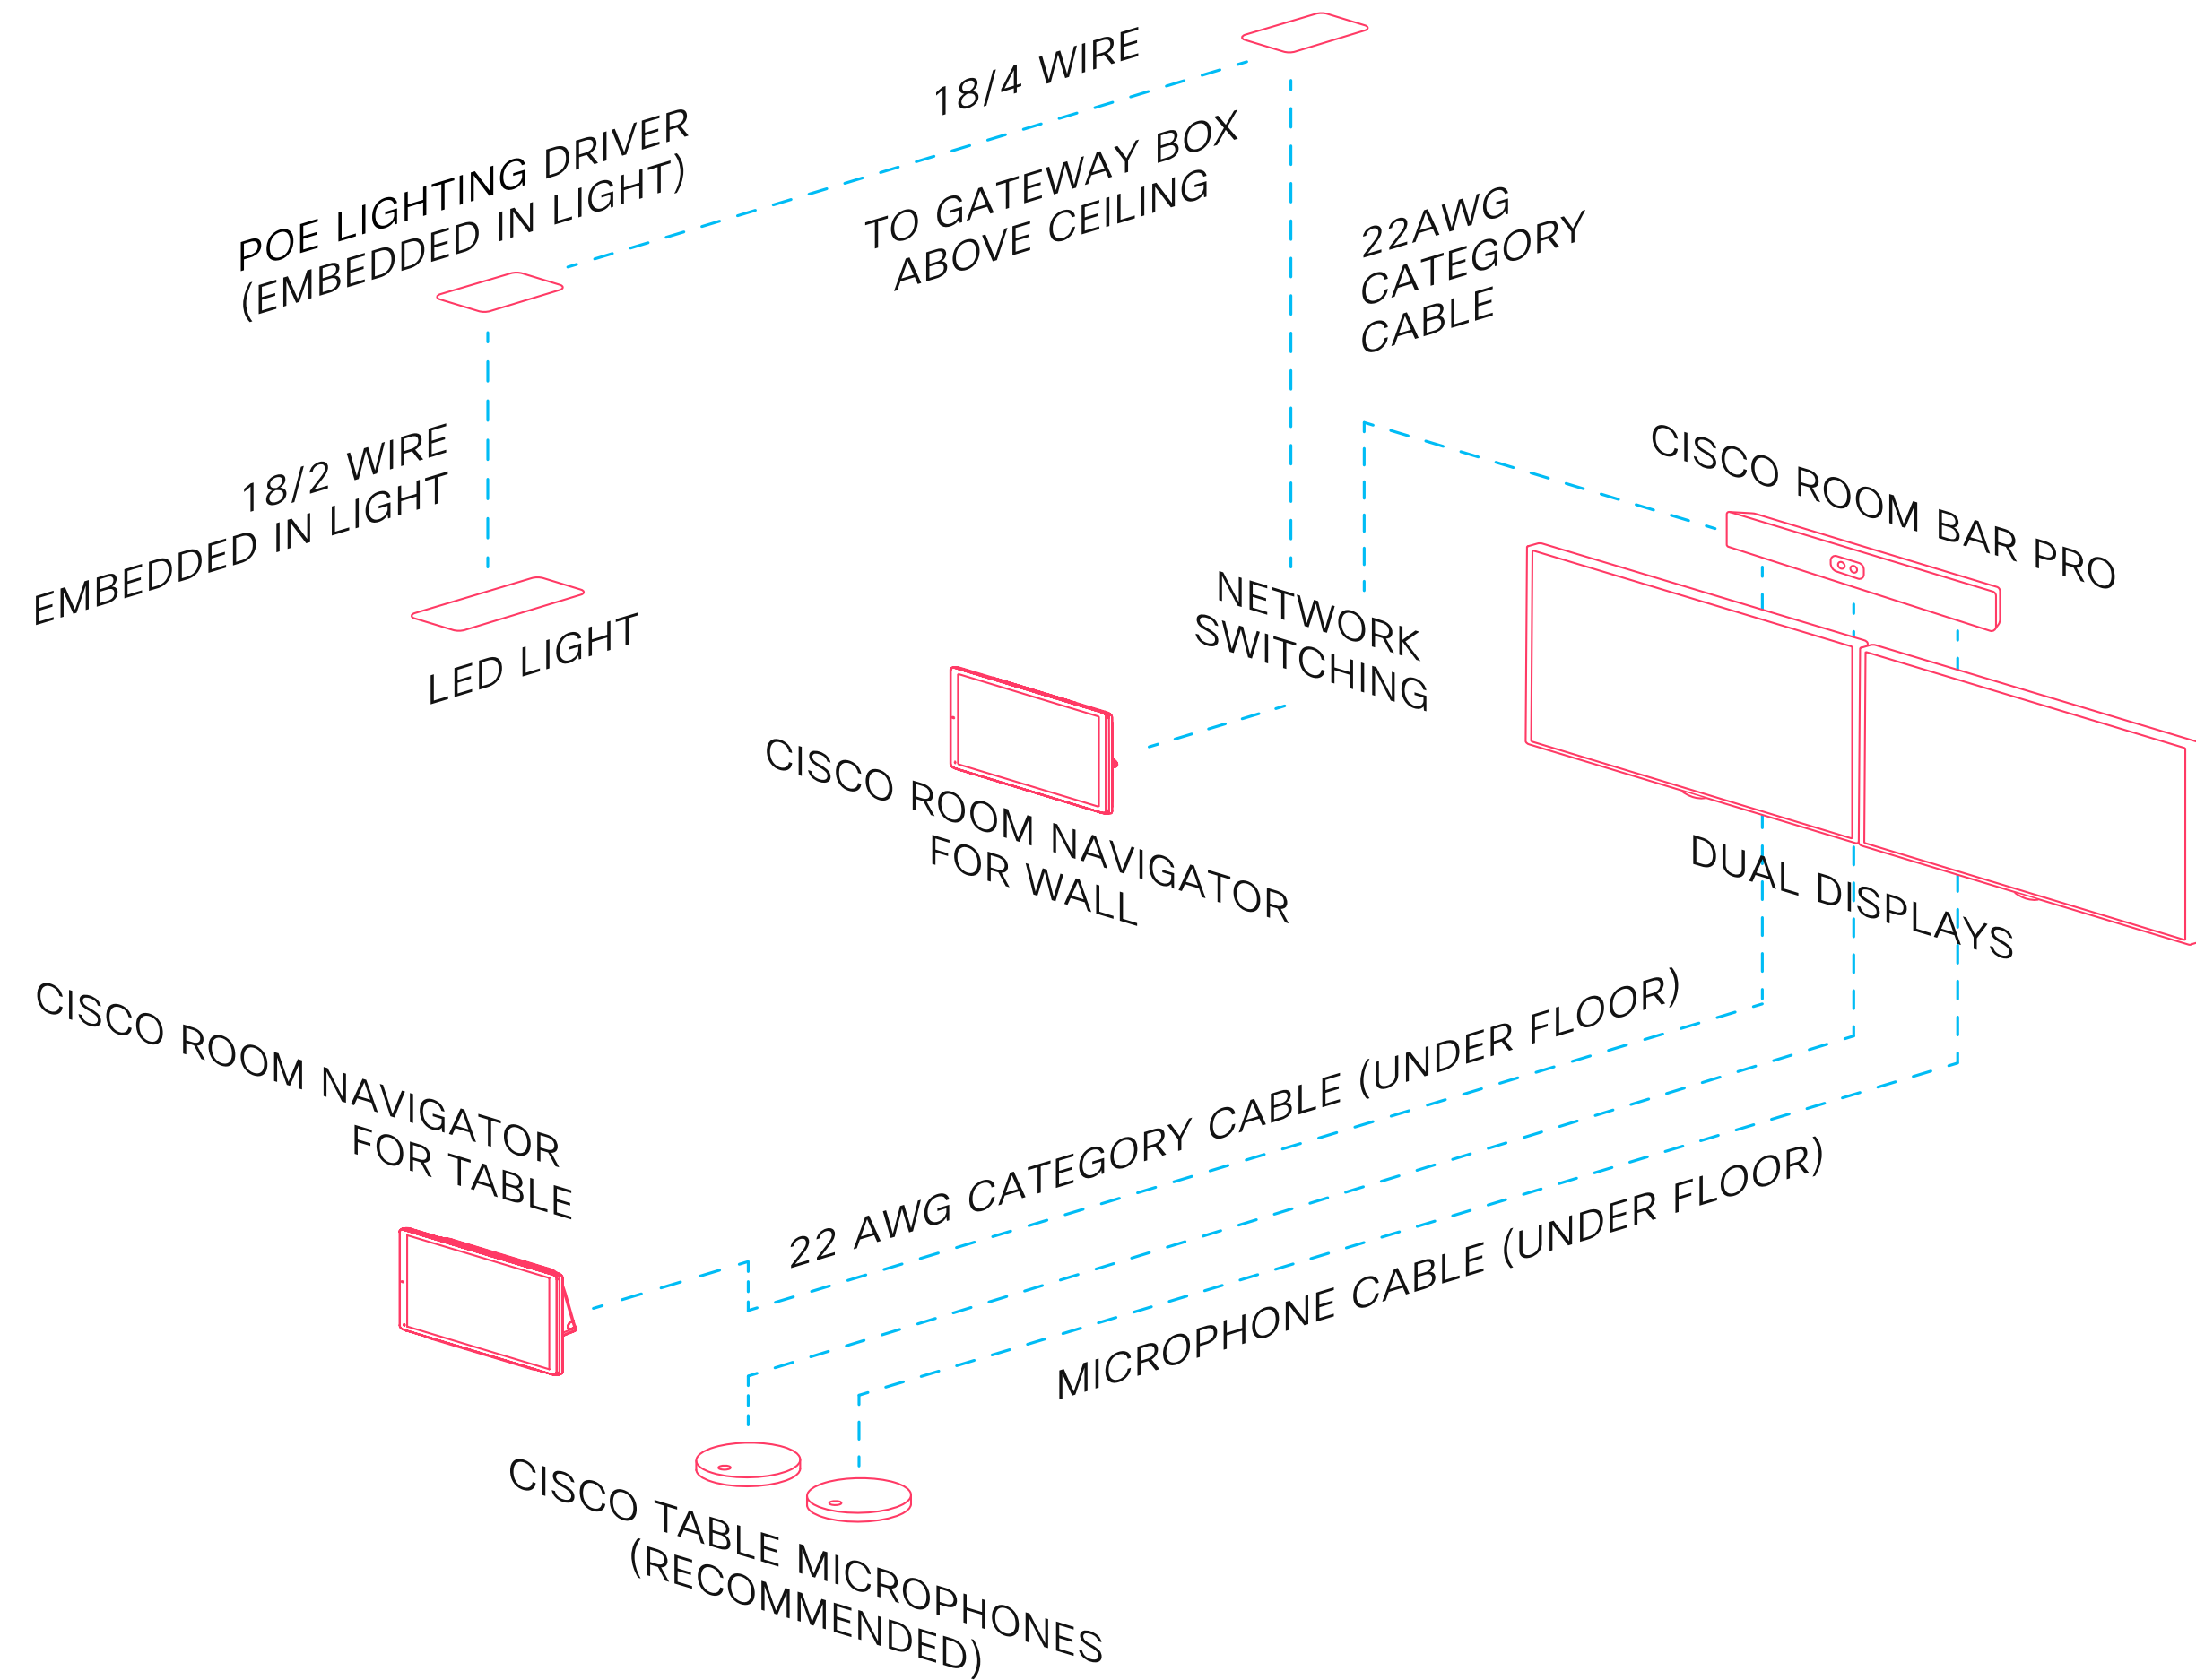 18/4 WIRE
POE LIGHTING DRIVER
(EMBEDDED IN LIGHT)
TO GATEWAY BOX
ABOVE CEILING
22AWG
CATEGORY
CABLE
18/2 WIRE
EMBEDDED IN LIGHT
LED LIGHT
CISCO ROOM BAR PRO
NETWORK
SWITCHING
CISCO ROOM NAVIGATOR
FOR WALL
DUAL DISPLAYS
CISCO ROOM NAVIGATOR
FOR TABLE
22 AWG CATEGORY CABLE (UNDER FLOOR)
MICROPHONE CABLE (UNDER FLOOR)
CISCO TABLE MICROPHONES
(RECOMMENDED)